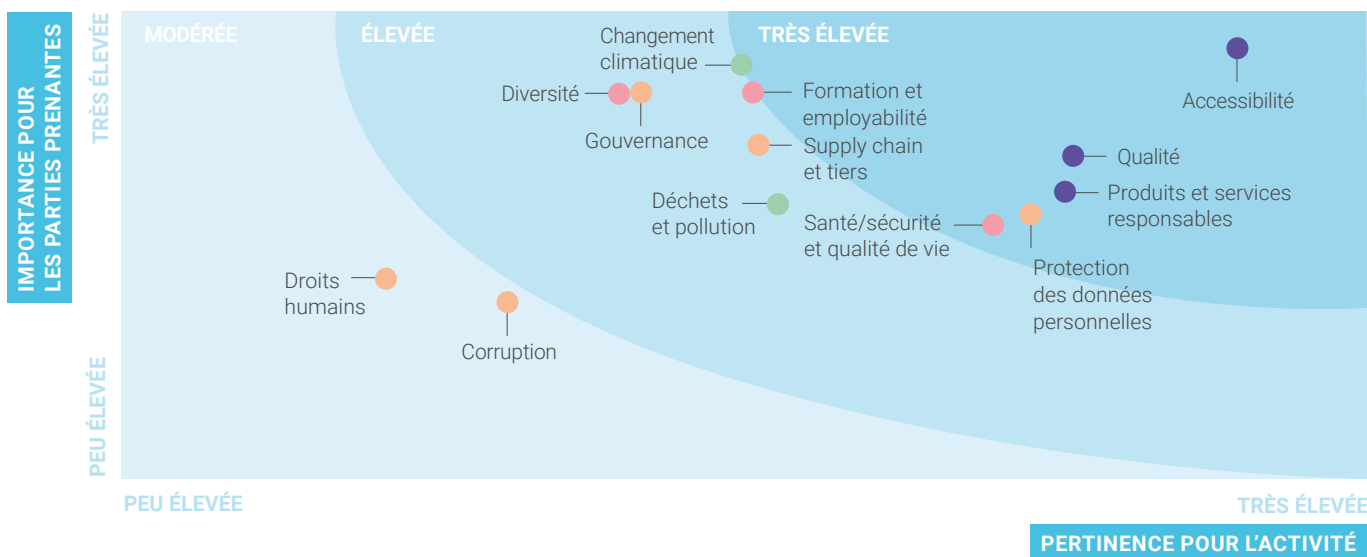 IMPORTANCE POUR
LES PARTIES PRENANTES
TRÈS ÉLEVÉE
PEU ÉLEVÉE
MODÉRÉE
ÉLEVÉE
TRÈS ÉLEVÉE
Changement
climatique
Diversité
Gouvernance
Formation et
employabilité
Supply chain
et tiers
Accessibilité
Qualité
Produits et services
responsables
Déchets
et pollution
Santé/sécurité
et qualité de vie
Protection
des données
personnelles
Droits
humains
Corruption
PEU ÉLEVÉE
TRÈS ÉLEVÉE
PERTINENCE POUR L'ACTIVITÉ